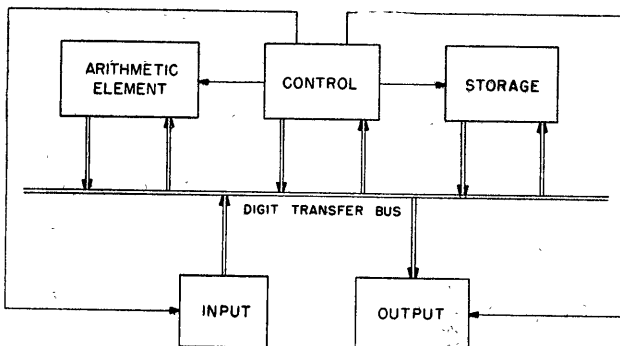 ARITHMETIC
ELEMENT
CONTROL
STORAGE
DIGIT TRANSFER BUS
INPUT
OUTPUT